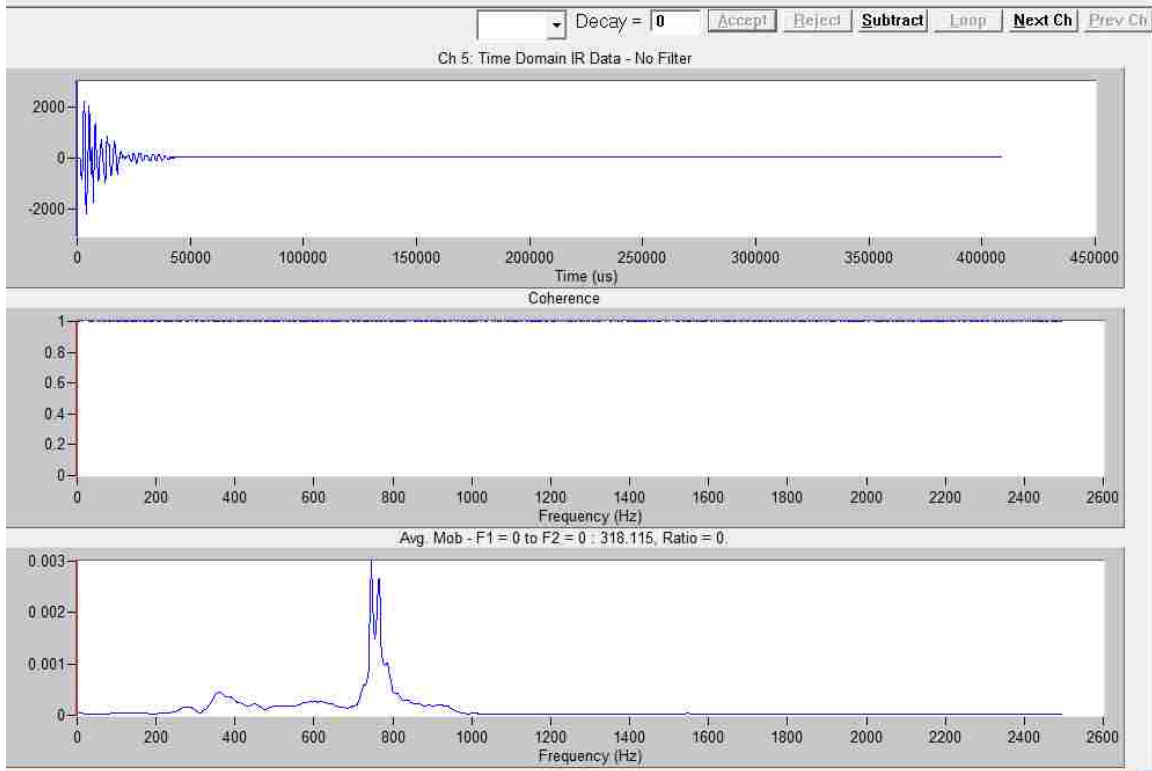 Decay = 0 Accept Reject Subtract Loop Next Ch Prev Ch
Ch 5: Time Domain IR Data - No Filter
2000
0
-2000
0 50000 100000 150000 200000 250000 300000 350000 400000 450000
Time (us)
Coherence
1
0.8
0.6
0.4
0.2
0
0 200 400 600 800 1000 1200 1400 1600 1800 2000 2200 2400 2600
Frequency (Hz)
Avg. Mob - F1 = 0 to F2 = 0 : 318.115, Ratio = 0.
0.003
0.002
0.001
0
0 200 400 600 800 1000 1200 1400 1600 1800 2000 2200 2400 2600
Frequency (Hz)